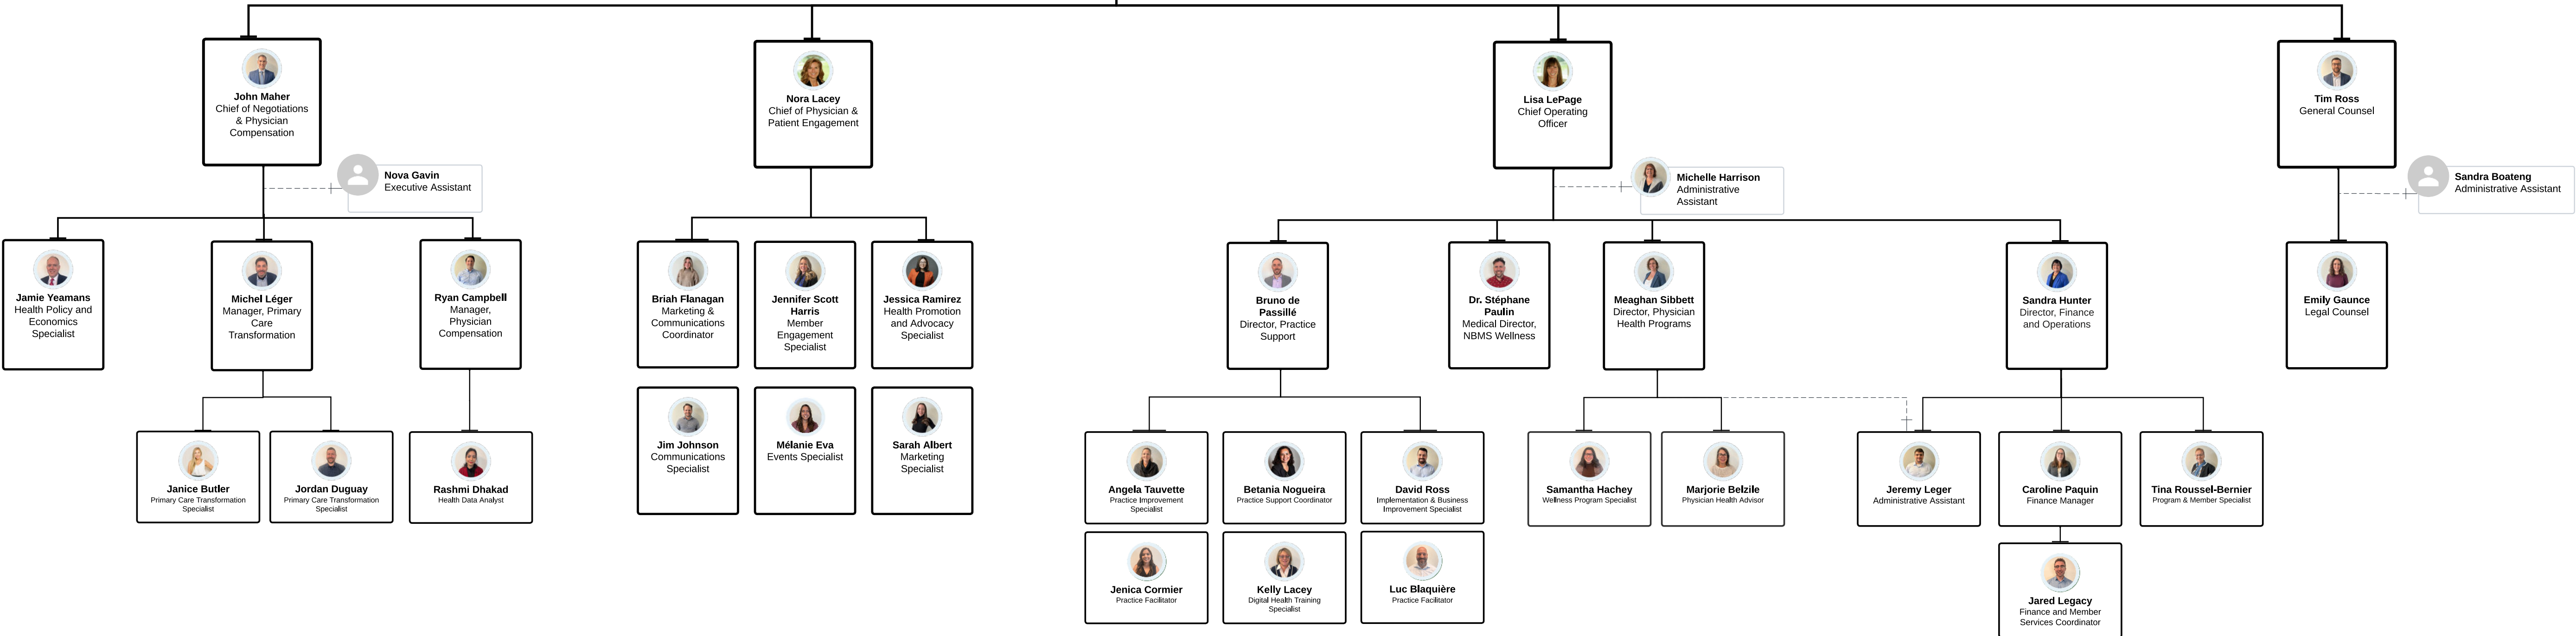 John Maher
Chief of Negotiations
& Physician
Compensation
Nora Lacey
Chief of Physician &
Patient Engagement
Lisa LePage
Chief Operating
Officer
Tim Ross
General Counsel
Nova Gavin
Executive Assistant
Michelle Harrison
Administrative
Assistant
Sandra Boateng
Administrative Assistant
Jamie Yeamans
Health Policy and
Economics
Specialist
Michel Léger
Manager, Primary
Care
Transformation
Ryan Campbell
Manager,
Physician
Compensation
Briah Flanagan
Marketing &
Communications
Coordinator
Jennifer Scott
Harris
Member
Engagement
Specialist
Jessica Ramirez
Health Promotion
and Advocacy
Specialist
Bruno de
Passillé
Director, Practice
Support
Dr. Stéphane
Paulin
Medical Director,
NBMS Wellness
Meaghan Sibbett
Director, Physician
Health Programs
Sandra Hunter
Director, Finance
and Operations
Emily Gaunce
Legal Counsel
Jim Johnson
Communications
Specialist
Mélanie Eva
Events Specialist
Sarah Albert
Marketing
Specialist
Janice Butler
Primary Care Transformation
Specialist
Jordan Duguay
Primary Care Transformation
Specialist
Rashmi Dhakad
Health Data Analyst
Angela Tauvette
Practice Improvement
Specialist
Betania Nogueira
Practice Support Coordinator
David Ross
Implementation & Business
Improvement Specialist
Samantha Hachey
Wellness Program Specialist
Marjorie Belzile
Physician Health Advisor
Jeremy Leger
Administrative Assistant
Caroline Paquin
Finance Manager
Tina Roussel-Bernier
Program & Member Specialist
Jenica Cormier
Practice Facilitator
Kelly Lacey
Digital Health Training
Specialist
Luc Blaquière
Practice Facilitator
Jared Legacy
Finance and Member
Services Coordinator